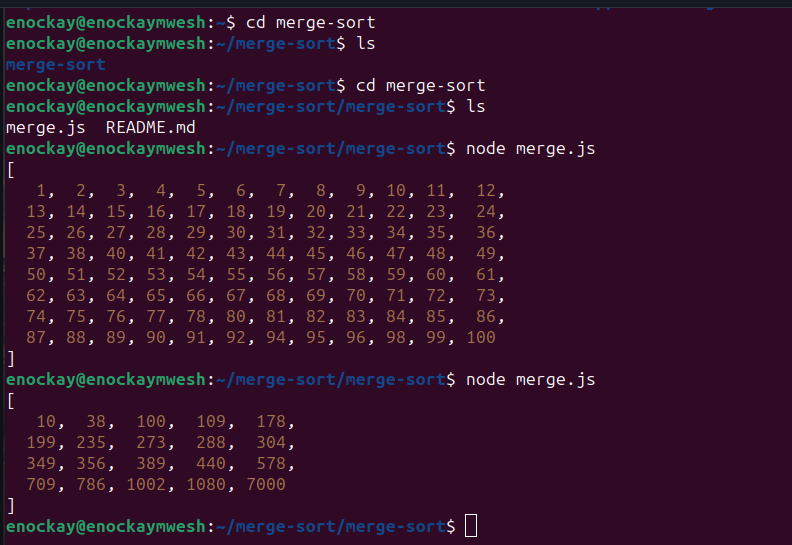 enockay@enockaymwesh:~$ cd merge-sort
enockay@enockaymwesh:~/merge-sort$ ls
merge-sort
enockay@enockaymwesh:~/merge-sort$ cd merge-sort
enockay@enockaymwesh:~/merge-sort/merge-sort$ ls
merge.js  README.md
enockay@enockaymwesh:~/merge-sort/merge-sort$ node merge.js
[
   1,  2,  3,  4,  5,  6,  7,  8,  9, 10, 11,  12,
  13, 14, 15, 16, 17, 18, 19, 20, 21, 22, 23,  24,
  25, 26, 27, 28, 29, 30, 31, 32, 33, 34, 35,  36,
  37, 38, 40, 41, 42, 43, 44, 45, 46, 47, 48,  49,
  50, 51, 52, 53, 54, 55, 56, 57, 58, 59, 60,  61,
  62, 63, 64, 65, 66, 67, 68, 69, 70, 71, 72,  73,
  74, 75, 76, 77, 78, 80, 81, 82, 83, 84, 85,  86,
  87, 88, 89, 90, 91, 92, 94, 95, 96, 98, 99, 100
]
enockay@enockaymwesh:~/merge-sort/merge-sort$ node merge.js
[
   10,  38,  100,  109,  178,
  199, 235,  273,  288,  304,
  349, 356,  389,  440,  578,
  709, 786, 1002, 1080, 7000
]
enockay@enockaymwesh:~/merge-sort/merge-sort$